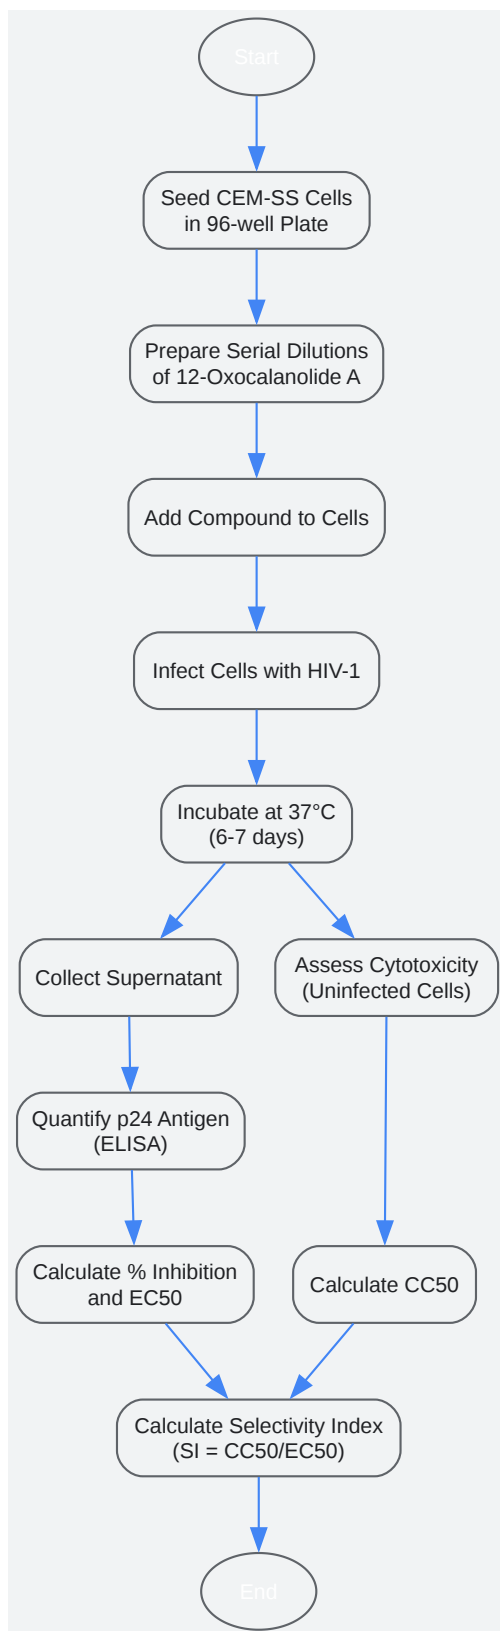 Start
Seed CEM-SS Cells
in 96-well Plate
Prepare Serial Dilutions
of 12-Oxocalanolide A
Add Compound to Cells
Infect Cells with HIV-1
Incubate at 37°C
(6-7 days)
Collect Supernatant
Assess Cytotoxicity
(Uninfected Cells)
Quantify p24 Antigen
(ELISA)
Calculate % Inhibition
and EC50
Calculate CC50
Calculate Selectivity Index
(SI = CC50/EC50)
End